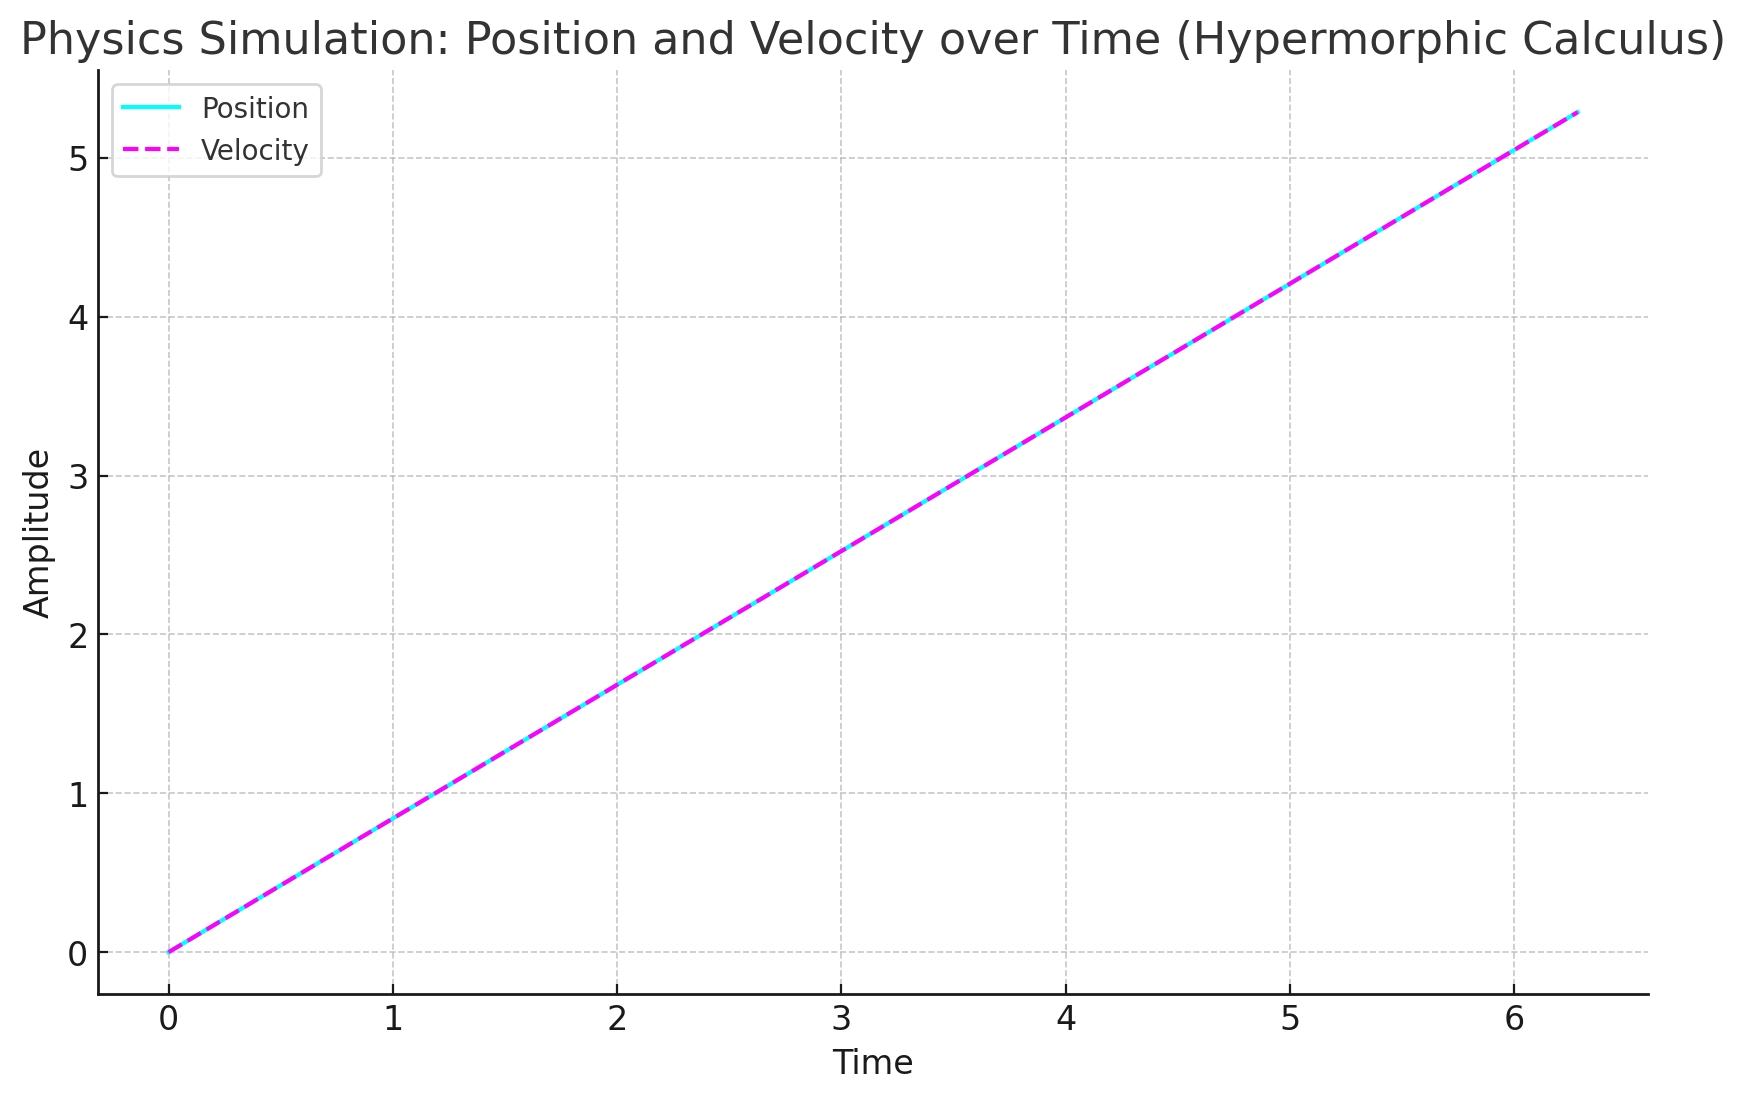 Physics Simulation: Position and Velocity over Time (Hypermorphic Calculus)
Position
Velocity
5
4
3
2
1
0
Amplitude
0 1 2 3 4 5 6
Time